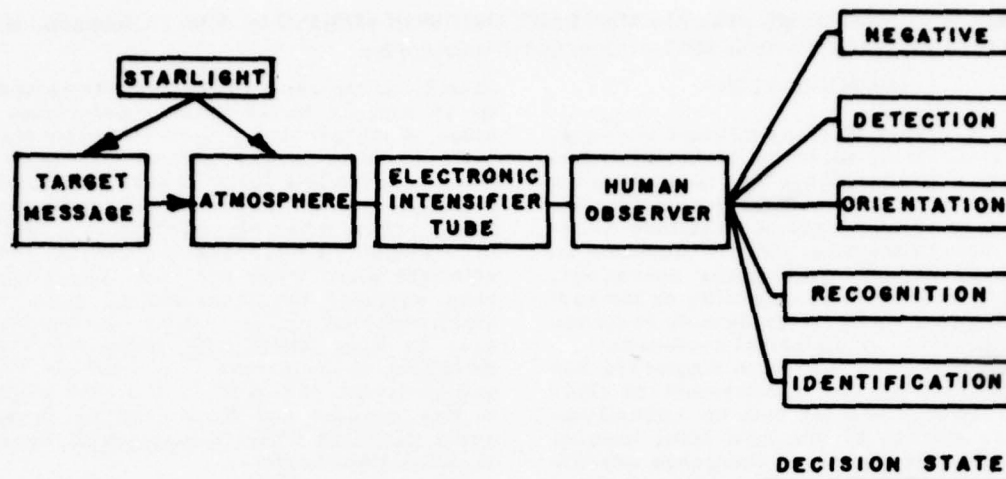 STARLIGHT
TARGET
MESSAGE
ATMOSPHERE
ELECTRONIC
INTENSIFIER
TUBE
HUMAN
OBSERVER
NEGATIVE
DETECTION
ORIENTATION
RECOGNITION
IDENTIFICATION
DECISION STATE